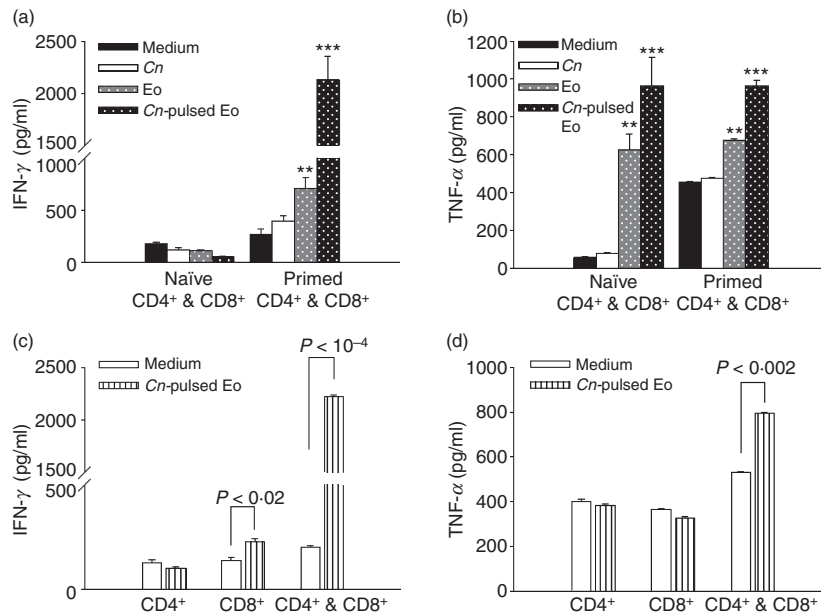 (a)
2500
2000
1500
1000
500
0
IFN-γ (pg/ml)
Medium
Cn
Eo
Cn-pulsed Eo
**
***
Naïve
CD4+ & CD8+
Primed
CD4+ & CD8+
(b)
1200
1000
800
600
400
200
0
TNF-α (pg/ml)
Medium
Cn
Eo
Cn-pulsed
Eo
**
***
**
***
Naïve
CD4+ & CD8+
Primed
CD4+ & CD8+
(c)
2500
2000
1500
500
0
IFN-γ (pg/ml)
Medium
Cn-pulsed Eo
P < 0·02
P < 10–4
CD4+
CD8+
CD4+ & CD8+
(d)
1000
800
600
400
200
0
TNF-α (pg/ml)
Medium
Cn-pulsed Eo
P < 0·002
CD4+
CD8+
CD4+ & CD8+